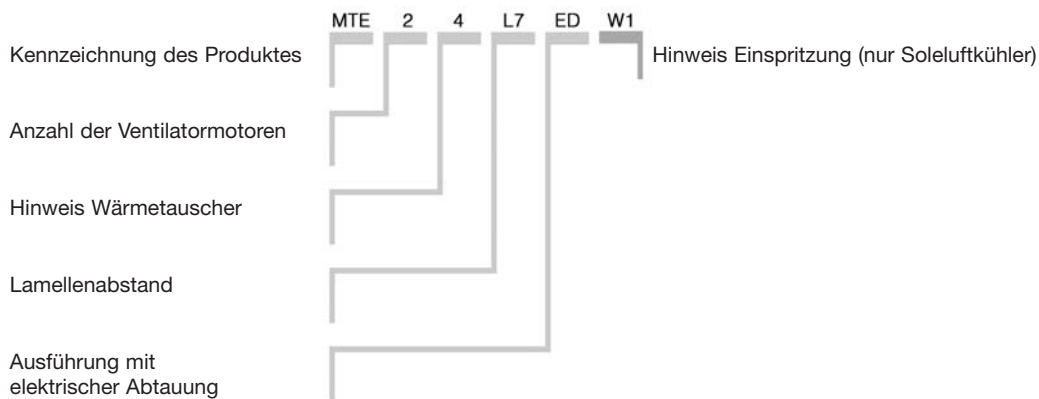 MTE 2 4 L7 ED W1
Kennzeichnung des Produktes
Hinweis Einspritzung (nur Soleluftkühler)
Anzahl der Ventilatormotoren
Hinweis Wärmetauscher
Lamellenabstand
Ausführung mit
elektrischer Abtauung